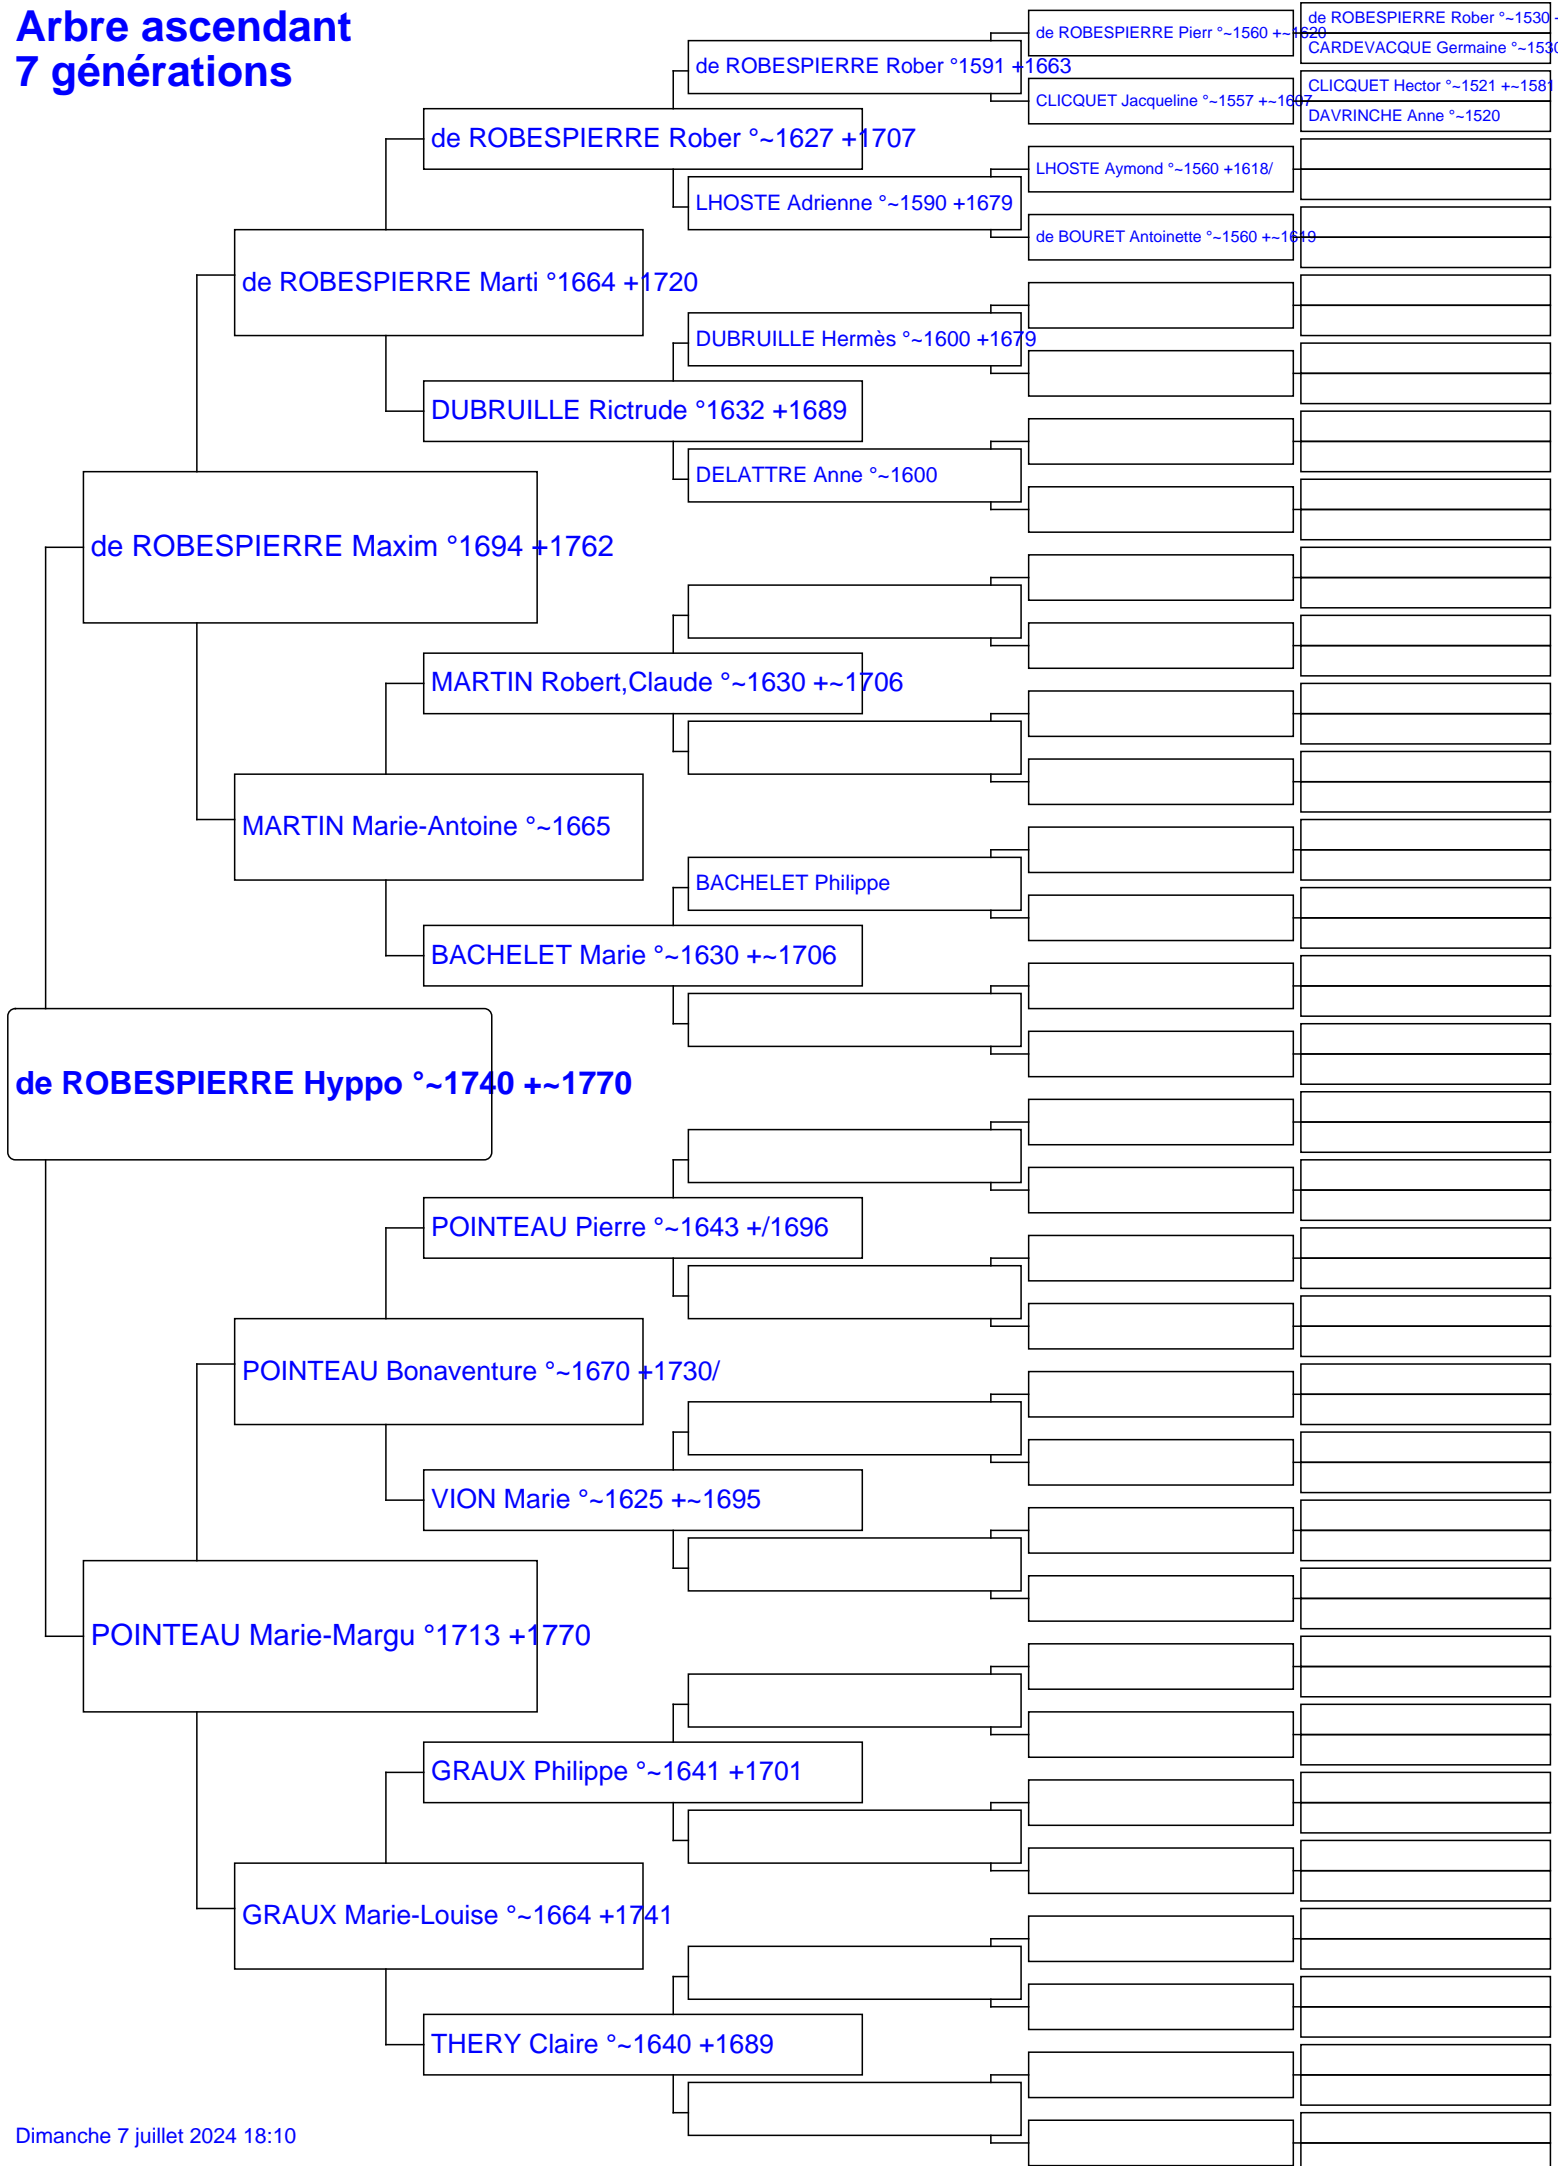 Arbre ascendant
7 générations
de ROBESPIERRE Rober °~1530 +
de ROBESPIERRE Pierr °~1560 +~1620
CARDEVACQUE Germaine °~1530
de ROBESPIERRE Rober °1591 +1663
CLICQUET Hector °~1521 +~1581
CLICQUET Jacqueline °~1557 +~1607
DAVRINCHE Anne °~1520
de ROBESPIERRE Rober °~1627 +1707
LHOSTE Aymond °~1560 +1618/
LHOSTE Adrienne °~1590 +1679
de BOURET Antoinette °~1560 +~1619
de ROBESPIERRE Marti °1664 +1720
DUBRUILLE Hermès °~1600 +1679
DUBRUILLE Rictrude °1632 +1689
DELATTRE Anne °~1600
de ROBESPIERRE Maxim °1694 +1762
MARTIN Robert,Claude °~1630 +~1706
MARTIN Marie-Antoine °~1665
BACHELET Philippe
BACHELET Marie °~1630 +~1706
de ROBESPIERRE Hyppo °~1740 +~1770
POINTEAU Pierre °~1643 +/1696
POINTEAU Bonaventure °~1670 +1730/
VION Marie °~1625 +~1695
POINTEAU Marie-Margu °1713 +1770
GRAUX Philippe °~1641 +1701
GRAUX Marie-Louise °~1664 +1741
THERY Claire °~1640 +1689
Dimanche 7 juillet 2024 18:10